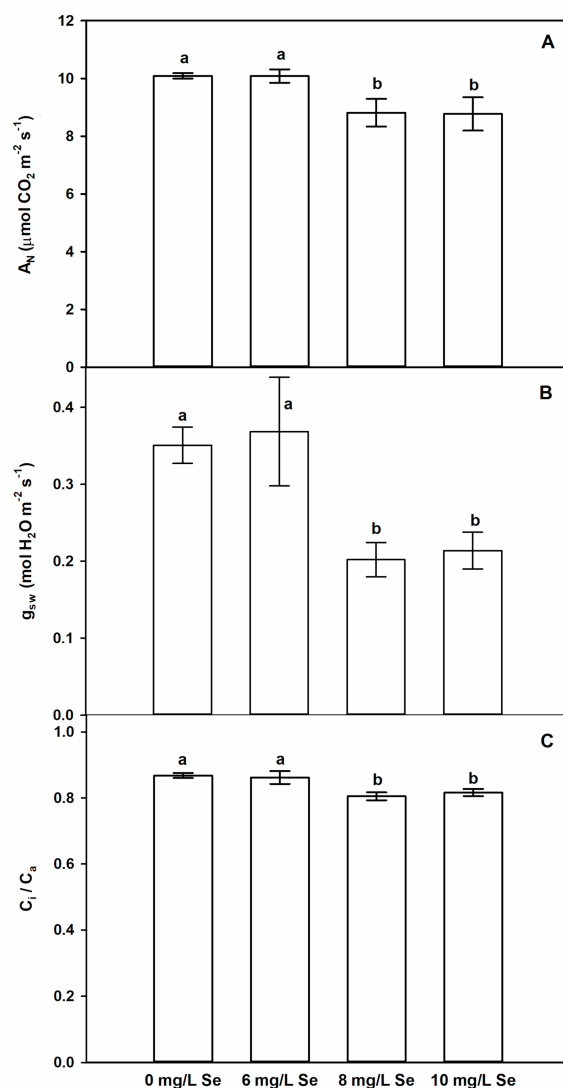 12
10
8
6
4
2
0
A_N (μmol CO₂ m⁻² s⁻¹)
a
a
b
b
A
0.4
0.3
0.2
0.1
0.0
g_sw (mol H₂O m⁻² s⁻¹)
a
a
b
b
B
1.0
0.8
0.6
0.4
0.2
0.0
C_i / C_a
a
a
b
b
C
0 mg/L Se 6 mg/L Se 8 mg/L Se 10 mg/L Se